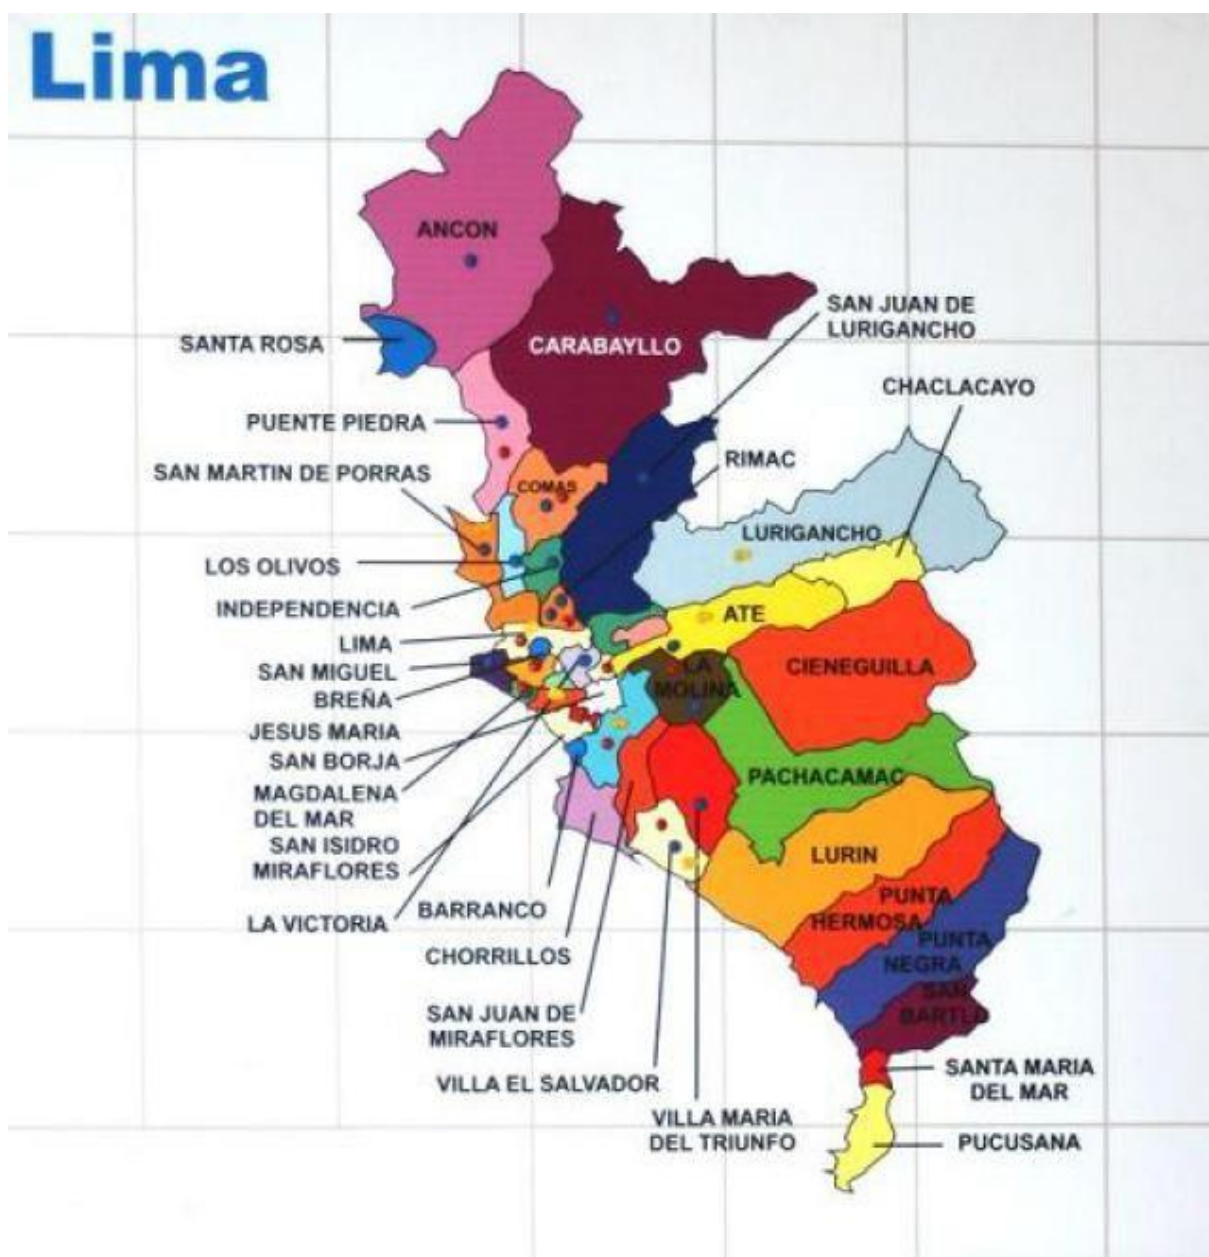 Lima
ANCON
SAN JUAN DE
LURIGANCHO
SANTA ROSA
CARABAYLLO
CHACLACAYO
PUENTE PIEDRA
RIMAC
SAN MARTIN DE PORRAS
COMAS
LURIGANCHO
LOS OLIVOS
INDEPENDENCIA
ATE
LIMA
SAN MIGUEL
LA
MOLINA
CIENEGUILLA
BREÑA
JESUS MARIA
SAN BORJA
PACHACAMAC
MAGDALENA
DEL MAR
SAN ISIDRO
MIRAFLORES
LURIN
LA VICTORIA
BARRANCO
PUNTA
HERMOSA
CHORRILLOS
PUNTA
NEGRA
SAN
BARTLO
SAN JUAN DE
MIRAFLORES
VILLA EL SALVADOR
SANTA MARIA
DEL MAR
VILLA MARIA
DEL TRIUNFO
PUCUSANA